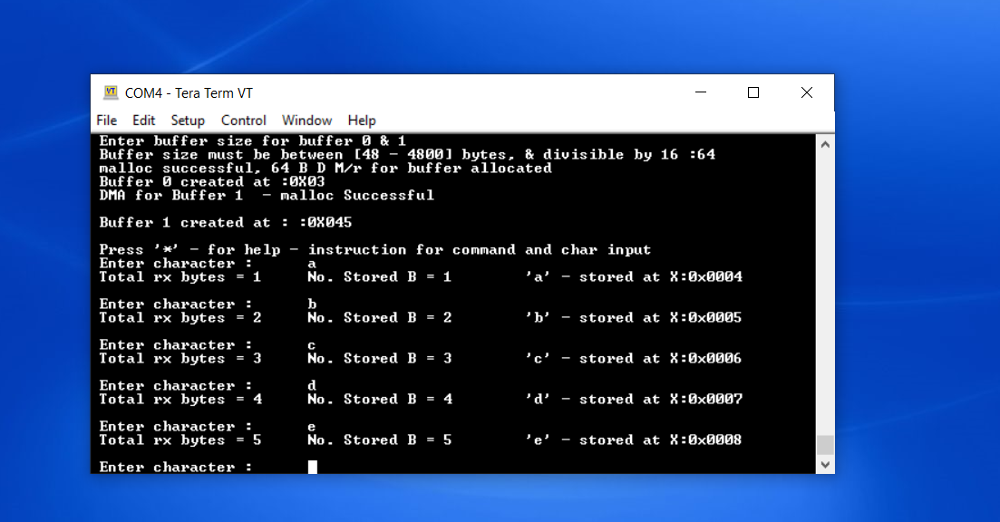 COM4 - Tera Term VT
File Edit Setup Control Window Help
Enter buffer size for buffer 0 & 1
Buffer size must be between [48 - 4800] bytes, & divisible by 16 :64
malloc successful, 64 B D M/r for buffer allocated
Buffer 0 created at :0X03
DMA for Buffer 1  - malloc Successful
Buffer 1 created at : :0X045
Press '*' - for help - instruction for command and char input
Enter character :      a
Total rx bytes = 1     No. Stored B = 1        'a' - stored at X:0x0004
Enter character :      b
Total rx bytes = 2     No. Stored B = 2        'b' - stored at X:0x0005
Enter character :      c
Total rx bytes = 3     No. Stored B = 3        'c' - stored at X:0x0006
Enter character :      d
Total rx bytes = 4     No. Stored B = 4        'd' - stored at X:0x0007
Enter character :      e
Total rx bytes = 5     No. Stored B = 5        'e' - stored at X:0x0008
Enter character :